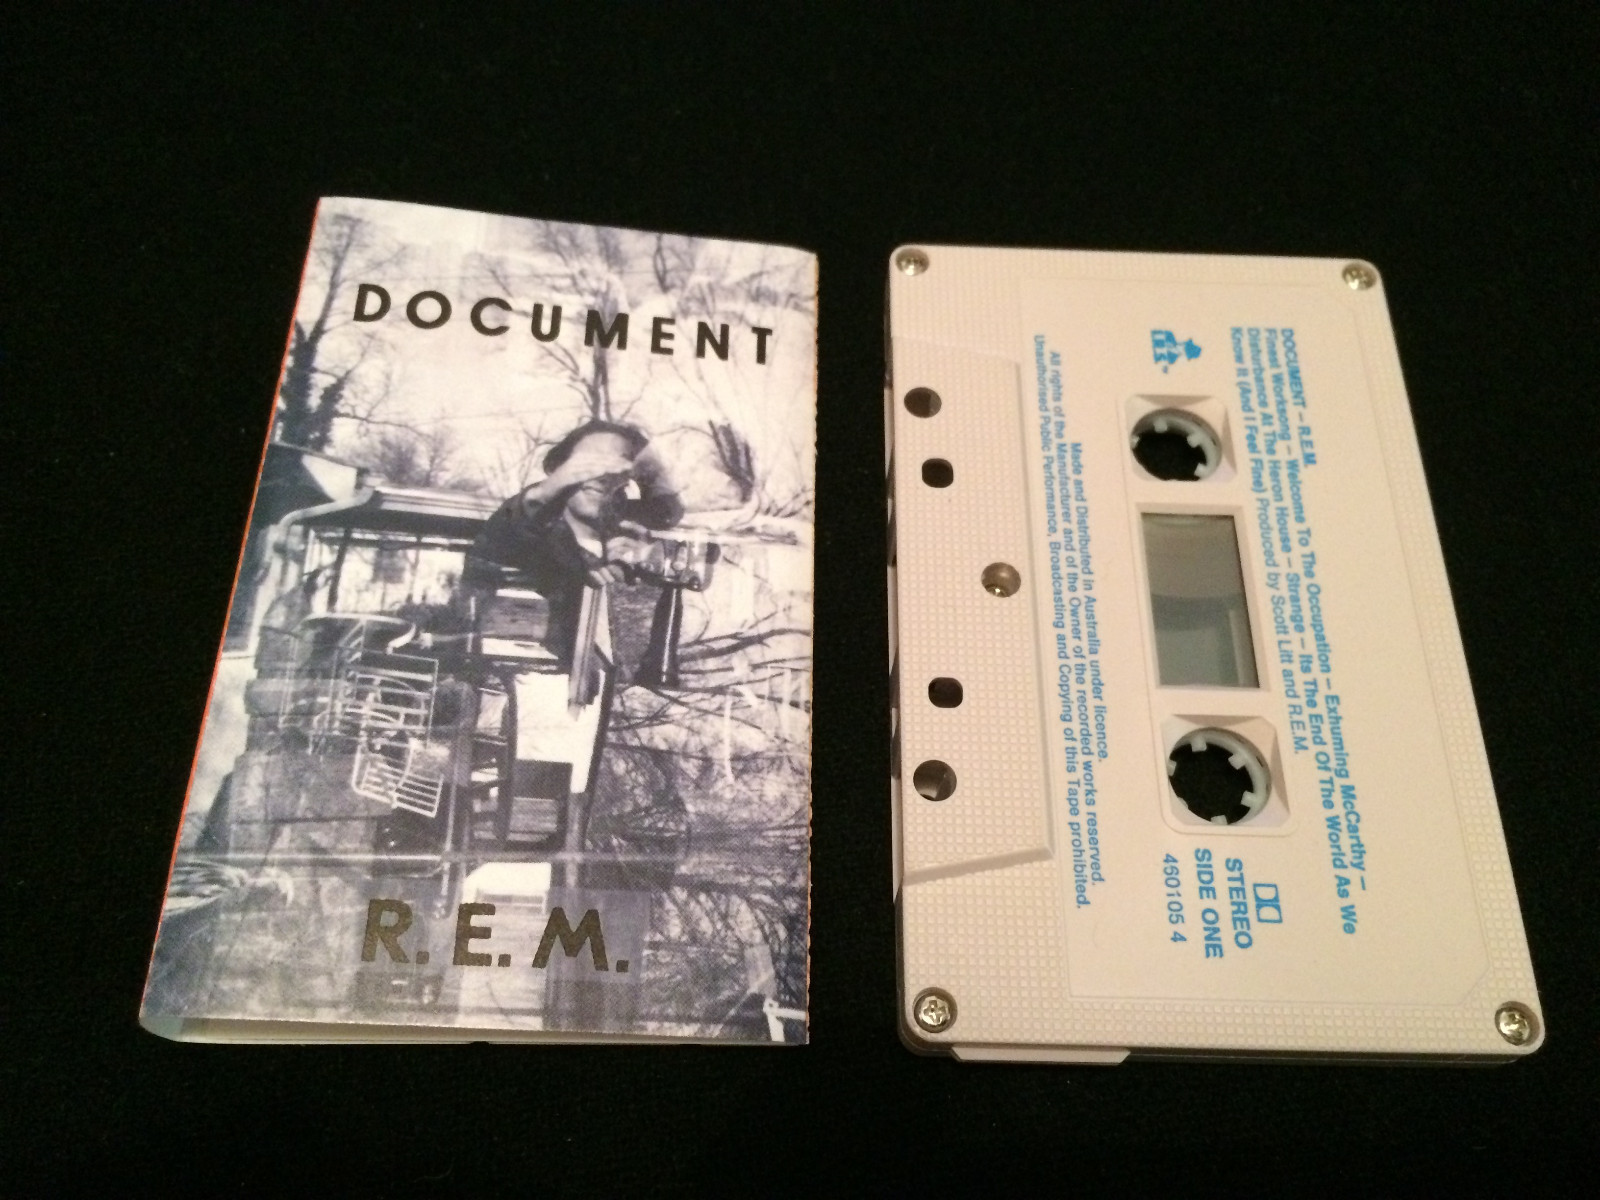 DOCUMENT
R.E.M.
DOCUMENT – R.E.M.
Finest Worksong – Welcome To The Occupation – Exhuming McCarthy –
Disturbance At The Heron House – Strange – Its The End Of The World As We
Know It (And I Feel Fine) Produced by Scott Litt and R.E.M.
I.R.S.™
STEREO
SIDE ONE
460105 4
Made and Distributed in Australia under licence.
All rights of the Manufacturer and of the Owner of the recorded works reserved.
Unauthorised Public Performance, Broadcasting and Copying of this Tape prohibited.